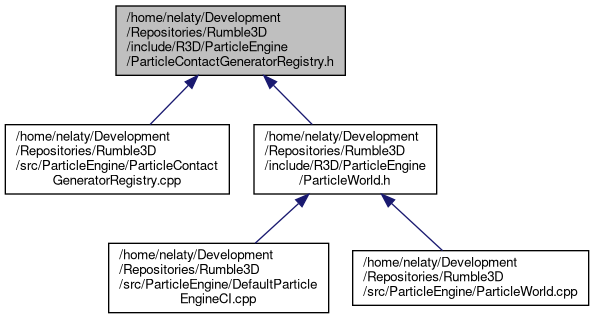 /home/nelaty/Development
/Repositories/Rumble3D
/include/R3D/ParticleEngine
/ParticleContactGeneratorRegistry.h
/home/nelaty/Development
/Repositories/Rumble3D
/src/ParticleEngine/ParticleContact
GeneratorRegistry.cpp
/home/nelaty/Development
/Repositories/Rumble3D
/include/R3D/ParticleEngine
/ParticleWorld.h
/home/nelaty/Development
/Repositories/Rumble3D
/src/ParticleEngine/DefaultParticle
EngineCI.cpp
/home/nelaty/Development
/Repositories/Rumble3D
/src/ParticleEngine/ParticleWorld.cpp